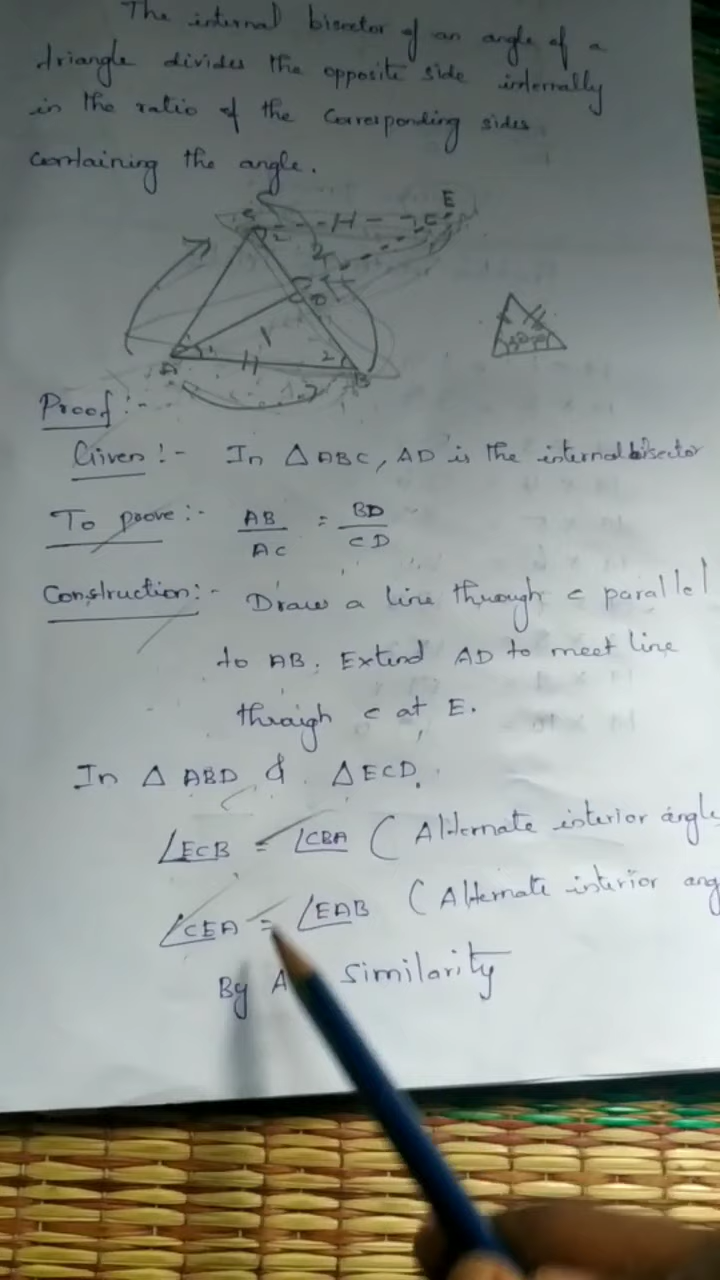 The internal bisector of an angle of a
triangle divides the opposite side internally
in the ratio of the corresponding sides
containing the angle.
E
D
A
B
Proof:-
Given:- In △ABC, AD is the internal bisector
To prove:- AB/AC = BD/CD
Construction:- Draw a line through c parallel
to AB. Extend AD to meet line
through c at E.
In △ ABD & △ECD.
∠ECB = ∠CBA ( Alternate interior angle
∠CEA = ∠EAB ( Alternate interior ang
By A similarity